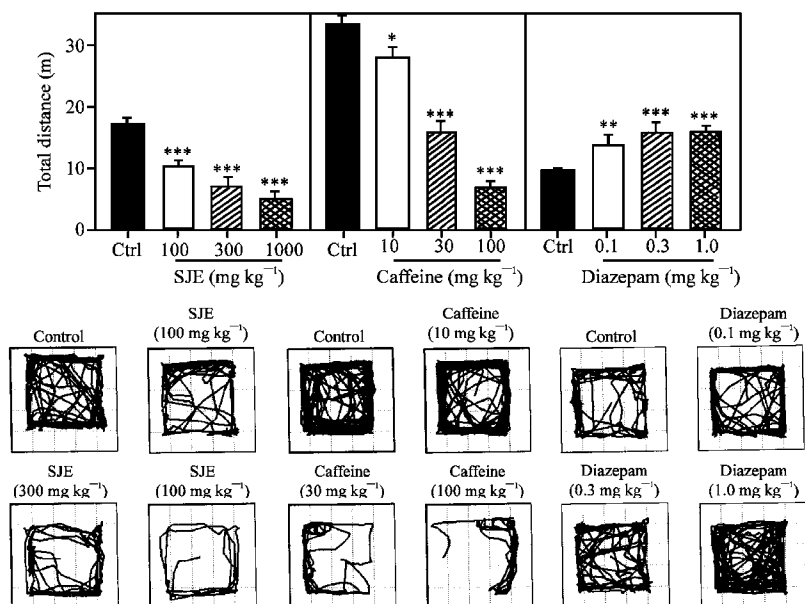 30
20
10
0
Total distance (m)
*** *** ***
* *** ***
** *** ***
Ctrl 100 300 1000 Ctrl 10 30 100 Ctrl 0.1 0.3 1.0
SJE (mg kg⁻¹) Caffeine (mg kg⁻¹) Diazepam (mg kg⁻¹)
Control
SJE
(100 mg kg⁻¹)
Caffeine
(10 mg kg⁻¹)
Control
Diazepam
(0.1 mg kg⁻¹)
SJE
(300 mg kg⁻¹)
SJE
(100 mg kg⁻¹)
Caffeine
(30 mg kg⁻¹)
Caffeine
(100 mg kg⁻¹)
Diazepam
(0.3 mg kg⁻¹)
Diazepam
(1.0 mg kg⁻¹)